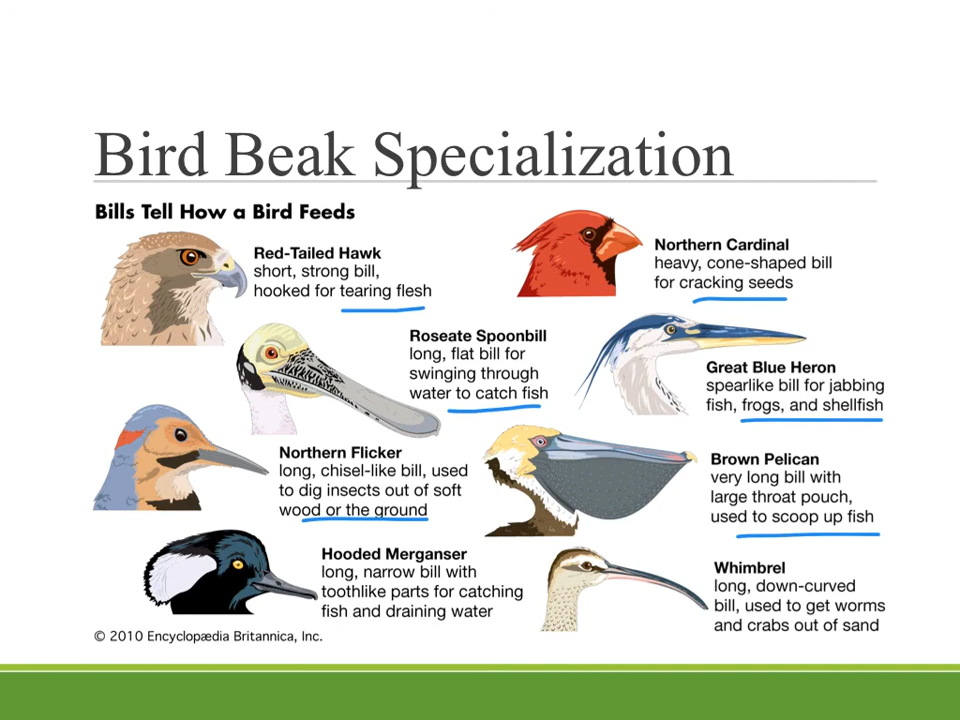 Bird Beak Specialization
Bills Tell How a Bird Feeds
Red-Tailed Hawk
short, strong bill,
hooked for tearing flesh
Northern Cardinal
heavy, cone-shaped bill
for cracking seeds
Roseate Spoonbill
long, flat bill for
swinging through
water to catch fish
Great Blue Heron
spearlike bill for jabbing
fish, frogs, and shellfish
Northern Flicker
long, chisel-like bill, used
to dig insects out of soft
wood or the ground
Brown Pelican
very long bill with
large throat pouch,
used to scoop up fish
Hooded Merganser
long, narrow bill with
toothlike parts for catching
fish and draining water
Whimbrel
long, down-curved
bill, used to get worms
and crabs out of sand
© 2010 Encyclopædia Britannica, Inc.